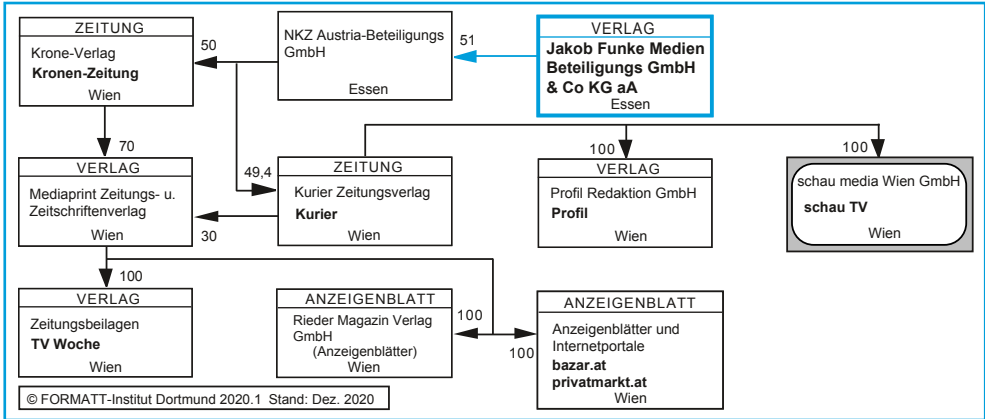 ZEITUNG
Krone-Verlag
Kronen-Zeitung
Wien
50
NKZ Austria-Beteiligungs
GmbH
Essen
51
VERLAG
Jakob Funke Medien
Beteiligungs GmbH
& Co KG aA
Essen
70
49,4
100
100
VERLAG
Mediaprint Zeitungs- u.
Zeitschriftenverlag
Wien
30
ZEITUNG
Kurier Zeitungsverlag
Kurier
Wien
VERLAG
Profil Redaktion GmbH
Profil
Wien
schau media Wien GmbH
schau TV
Wien
100
VERLAG
Zeitungsbeilagen
TV Woche
Wien
ANZEIGENBLATT
Rieder Magazin Verlag
GmbH
(Anzeigenblätter)
Wien
100
100
ANZEIGENBLATT
Anzeigenblätter und
Internetportale
bazar.at
privatmarkt.at
Wien
© FORMATT-Institut Dortmund 2020.1 Stand: Dez. 2020